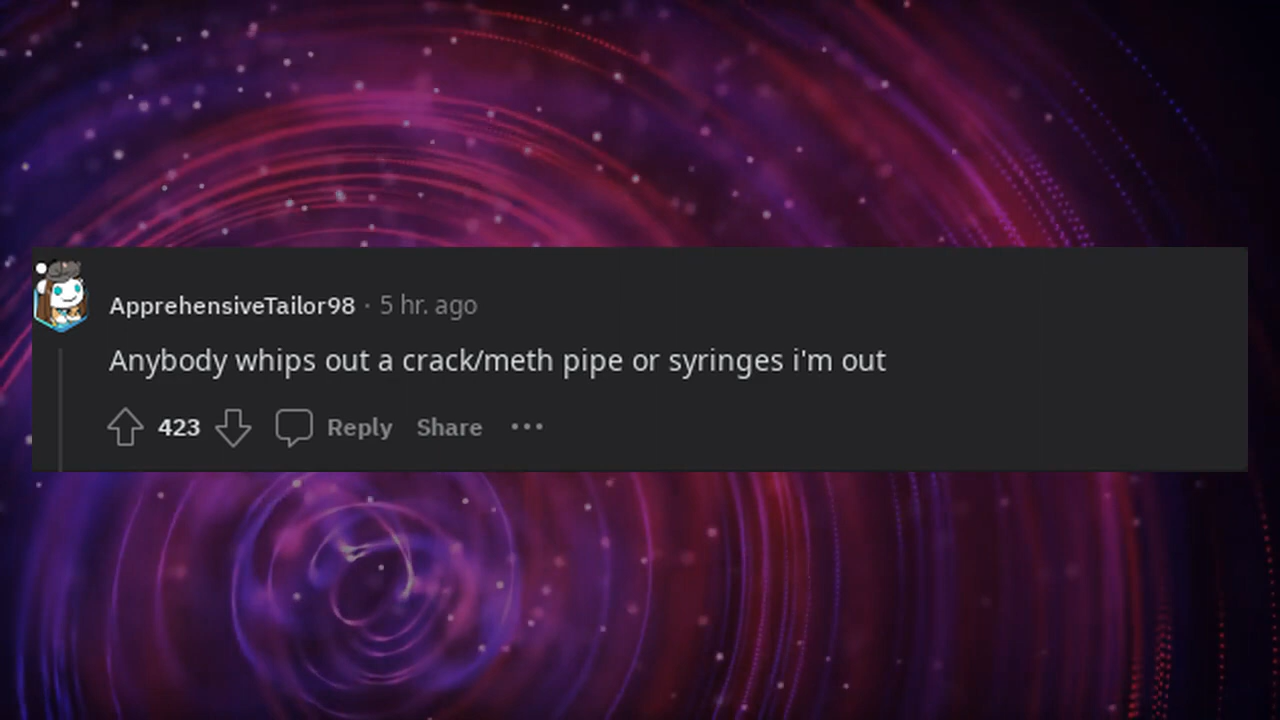 ApprehensiveTailor98 · 5 hr. ago
Anybody whips out a crack/meth pipe or syringes i'm out
423 Reply Share ···